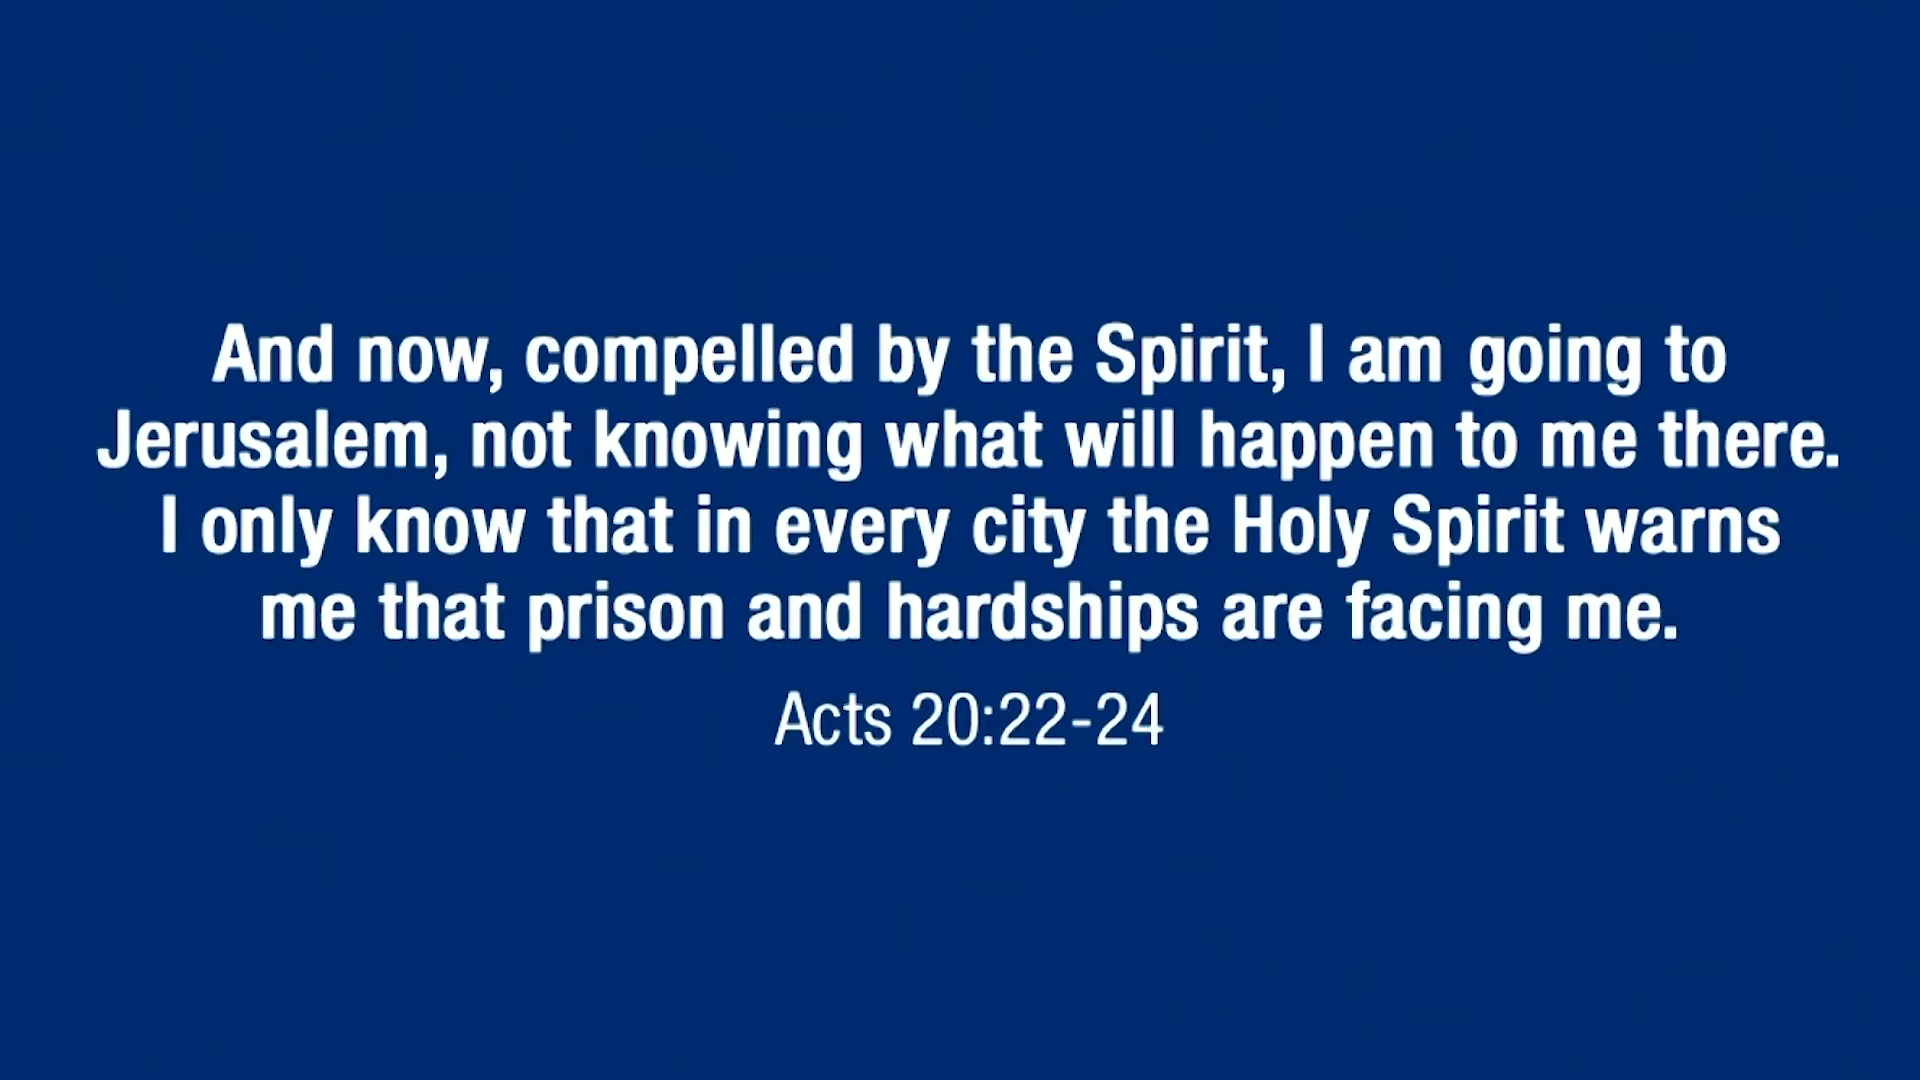 And now, compelled by the Spirit, I am going to
Jerusalem, not knowing what will happen to me there.
I only know that in every city the Holy Spirit warns
me that prison and hardships are facing me.
Acts 20:22-24